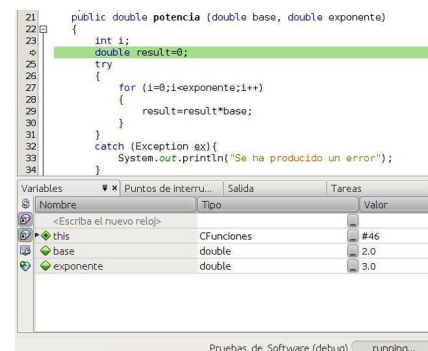 21 public double potencia (double base, double exponente)
22 {
23 int i;
double result=0;
25 try
26 {
27 for (i=0;i<exponente;i++)
28 {
29 result=result*base;
30 }
31 }
32 catch (Exception ex){
33 System.out.println("Se ha producido un error");
34 }
Variables Puntos de interru... Salida Tareas
Nombre Tipo Valor
<Escriba el nuevo reloj>
this CFunciones #46
base double 2.0
exponente double 3.0
Pruebas_de_Software (debug) running...